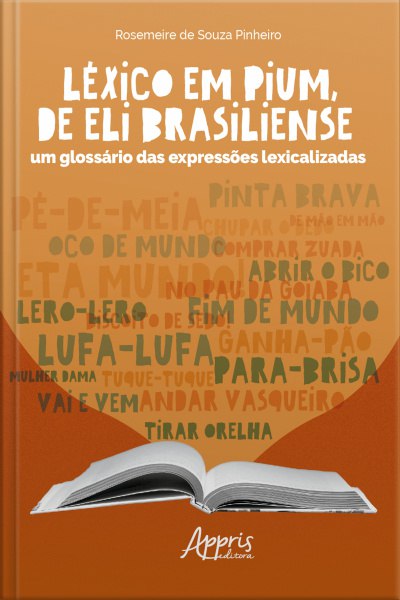 Rosemeire de Souza Pinheiro
LÉXICO EM PIUM,
DE ELI BRASILIENSE
um glossário das expressões lexicalizadas
PINTA BRAVA
PÉ-DE-MEIA
CHUPAR O DEDO
DE MÃO EM MÃO
OCO DE MUNDO
COMPRAR ZUADA
ETA MUNDO!
ABRIR O BICO
NO PAU DA GOIABA
LERO-LERO
FIM DE MUNDO
BISCOITO DE SEBO!
LUFA-LUFA
GANHA-PÃO
MULHER DAMA
TUQUE-TUQUE
PARA-BRISA
VAI E VEM
ANDAR VASQUEIRO
TIRAR ORELHA
Appris
editora